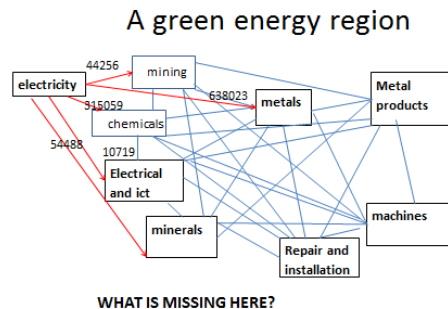 A green energy region
44256
mining
electricity
638023
metals
Metal
products
315059
chemicals
54488
10719
Electrical
and ict
minerals
machines
Repair and
installation
WHAT IS MISSING HERE?